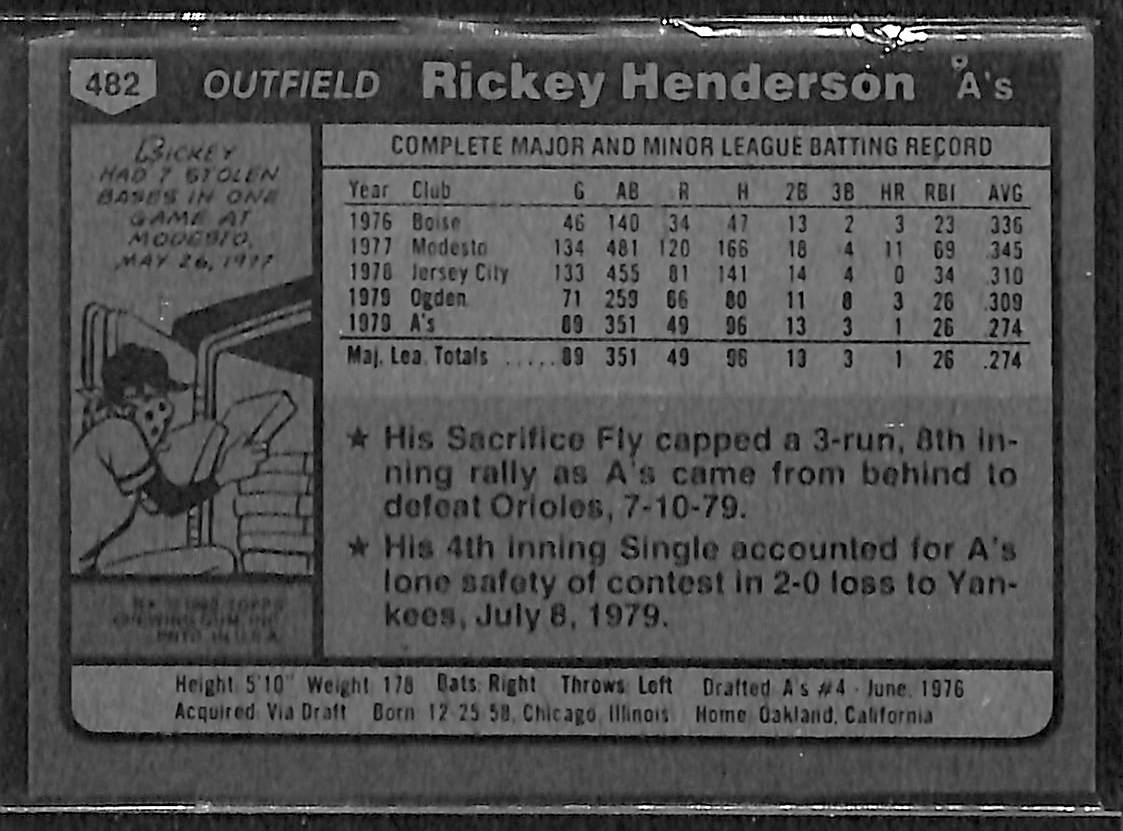 482 OUTFIELD Rickey Henderson A's
RICKEY
HAD 7 STOLEN
BASES IN ONE
GAME AT
MODESTO,
MAY 26, 1977
COMPLETE MAJOR AND MINOR LEAGUE BATTING RECORD
Year Club G AB R H 2B 3B HR RBI AVG
1976 Boise 46 140 34 47 13 2 3 23 .336
1977 Modesto 134 481 120 166 18 4 11 69 .345
1978 Jersey City 133 455 81 141 14 4 0 34 .310
1979 Ogden 71 259 66 80 11 8 3 26 .309
1979 A's 89 351 49 96 13 3 1 26 .274
Maj. Lea. Totals ..... 89 351 49 96 13 3 1 26 .274
★ His Sacrifice Fly capped a 3-run, 8th in-
ning rally as A's came from behind to
defeat Orioles, 7-10-79.
★ His 4th inning Single accounted for A's
lone safety of contest in 2-0 loss to Yan-
kees, July 8, 1979.
TOPPS
CHEWING GUM, INC.
PRTD. IN U.S.A.
Height: 5'10" Weight: 178 Bats: Right Throws: Left Drafted: A's #4 - June, 1976
Acquired: Via Draft Born: 12-25-58, Chicago, Illinois Home: Oakland, California